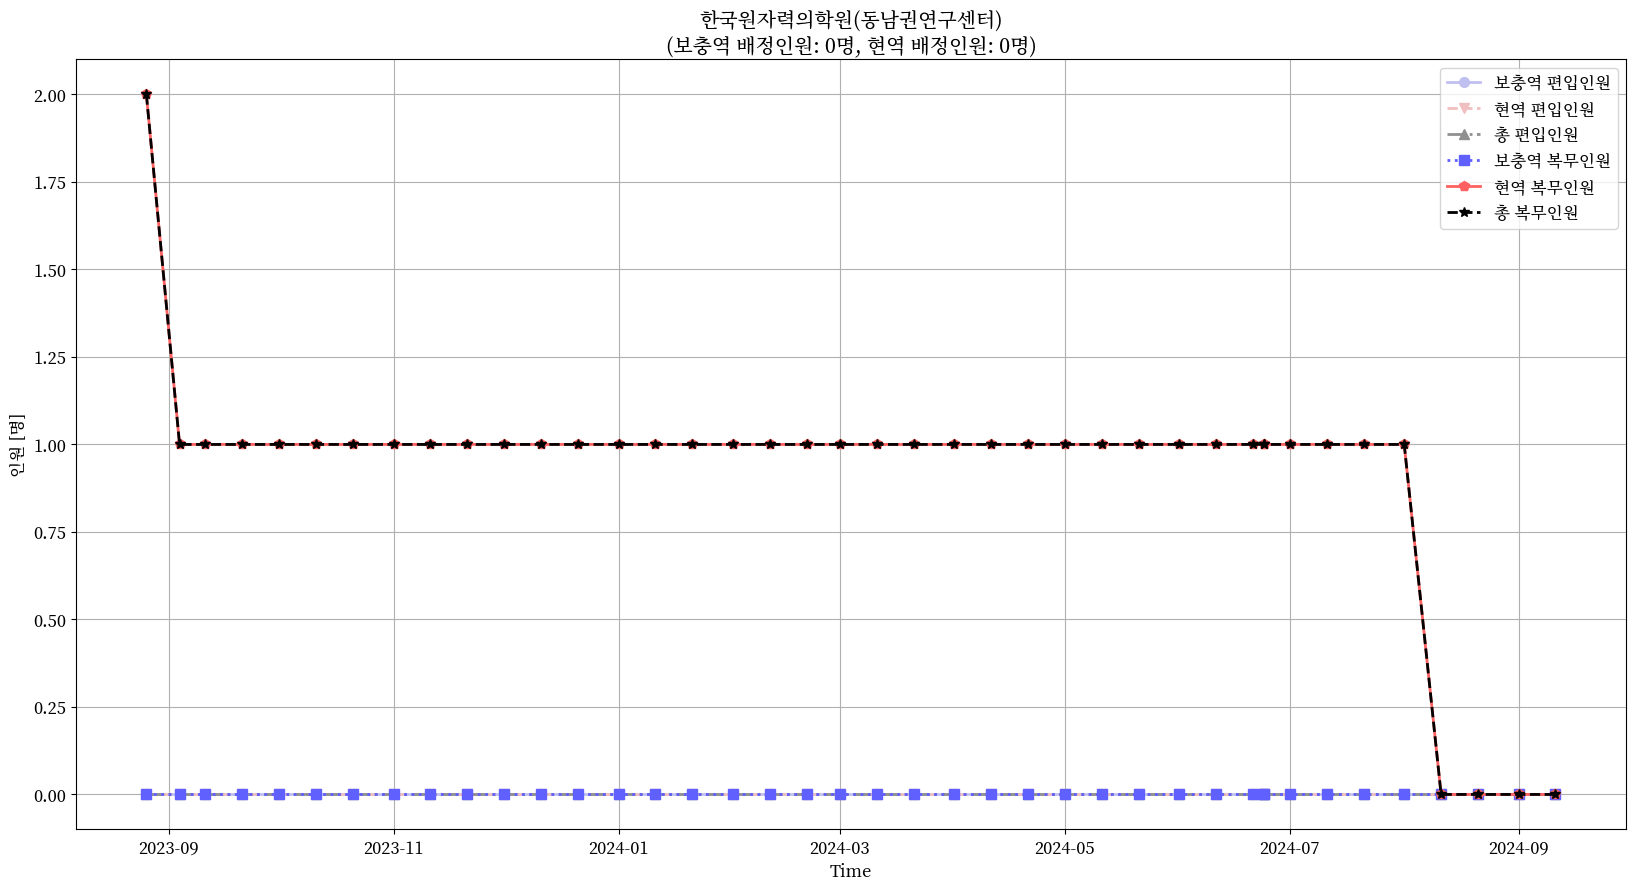 한국원자력의학원(동남권연구센터)
(보충역 배정인원: 0명, 현역 배정인원: 0명)
보충역 편입인원
현역 편입인원
총 편입인원
보충역 복무인원
현역 복무인원
총 복무인원
인원 [명]
2.00
1.75
1.50
1.25
1.00
0.75
0.50
0.25
0.00
2023-09
2023-11
2024-01
2024-03
2024-05
2024-07
2024-09
Time